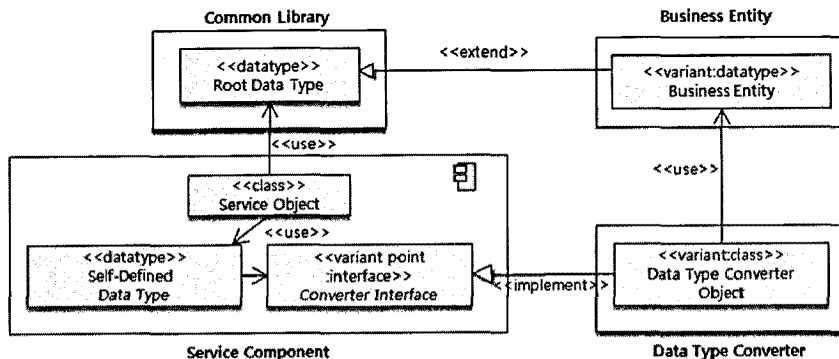 Common Library
Business Entity
<<datatype>>
Root Data Type
<<extend>>
<<variant:datatype>>
Business Entity
<<use>>
<<class>>
Service Object
<<use>>
<<use>>
<<datatype>>
Self-Defined
Data Type
<<variant point
:interface>>
Converter Interface
<<implement>>
<<variant:class>>
Data Type Converter
Object
Service Component
Data Type Converter